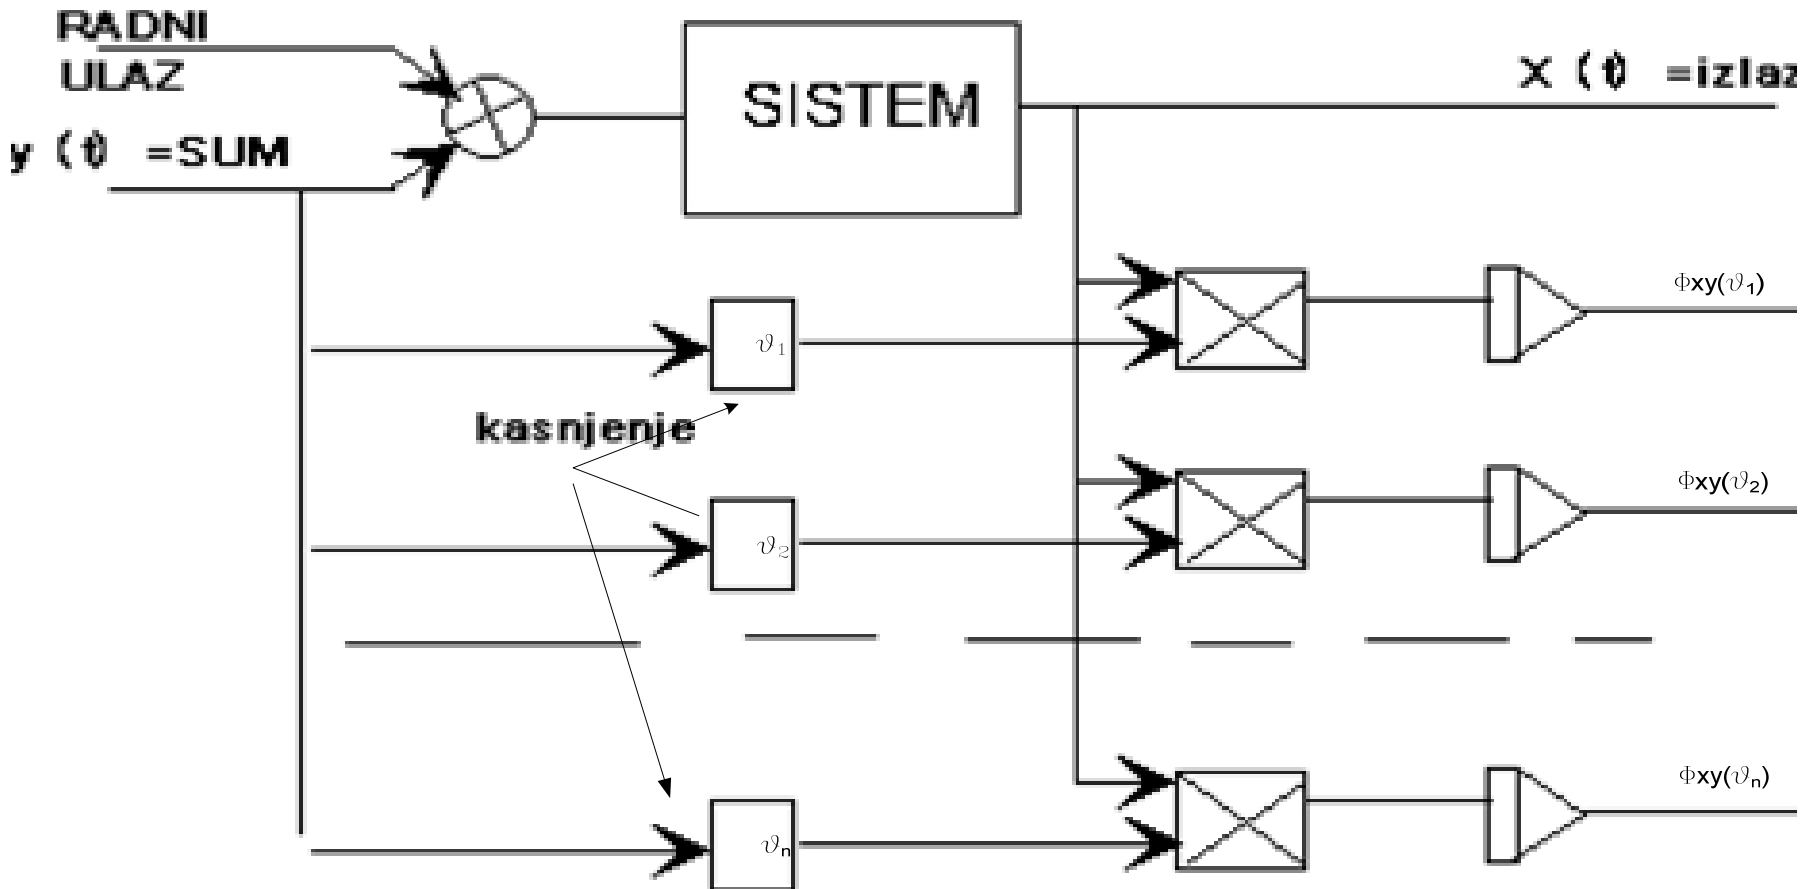 RADNI
ULAZ
y (t) =SUM
SISTEM
X (t) =izlaz
Φxy(ϑ₁)
ϑ₁
kasnjenje
Φxy(ϑ₂)
ϑ₂
Φxy(ϑₙ)
ϑₙ